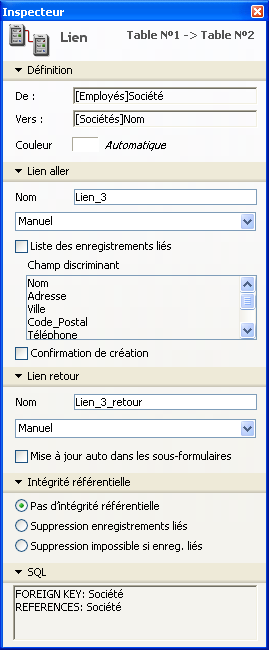 Inspecteur
Lien
Table Nº1 -> Table Nº2
Définition
De :
[Employés]Société
Vers :
[Sociétés]Nom
Couleur
Automatique
Lien aller
Nom
Lien_3
Manuel
Liste des enregistrements liés
Champ discriminant
Nom
Adresse
Ville
Code_Postal
Téléphone
Confirmation de création
Lien retour
Nom
Lien_3_retour
Manuel
Mise à jour auto dans les sous-formulaires
Intégrité référentielle
Pas d'intégrité référentielle
Suppression enregistrements liés
Suppression impossible si enreg. liés
SQL
FOREIGN KEY: Société
REFERENCES: Société